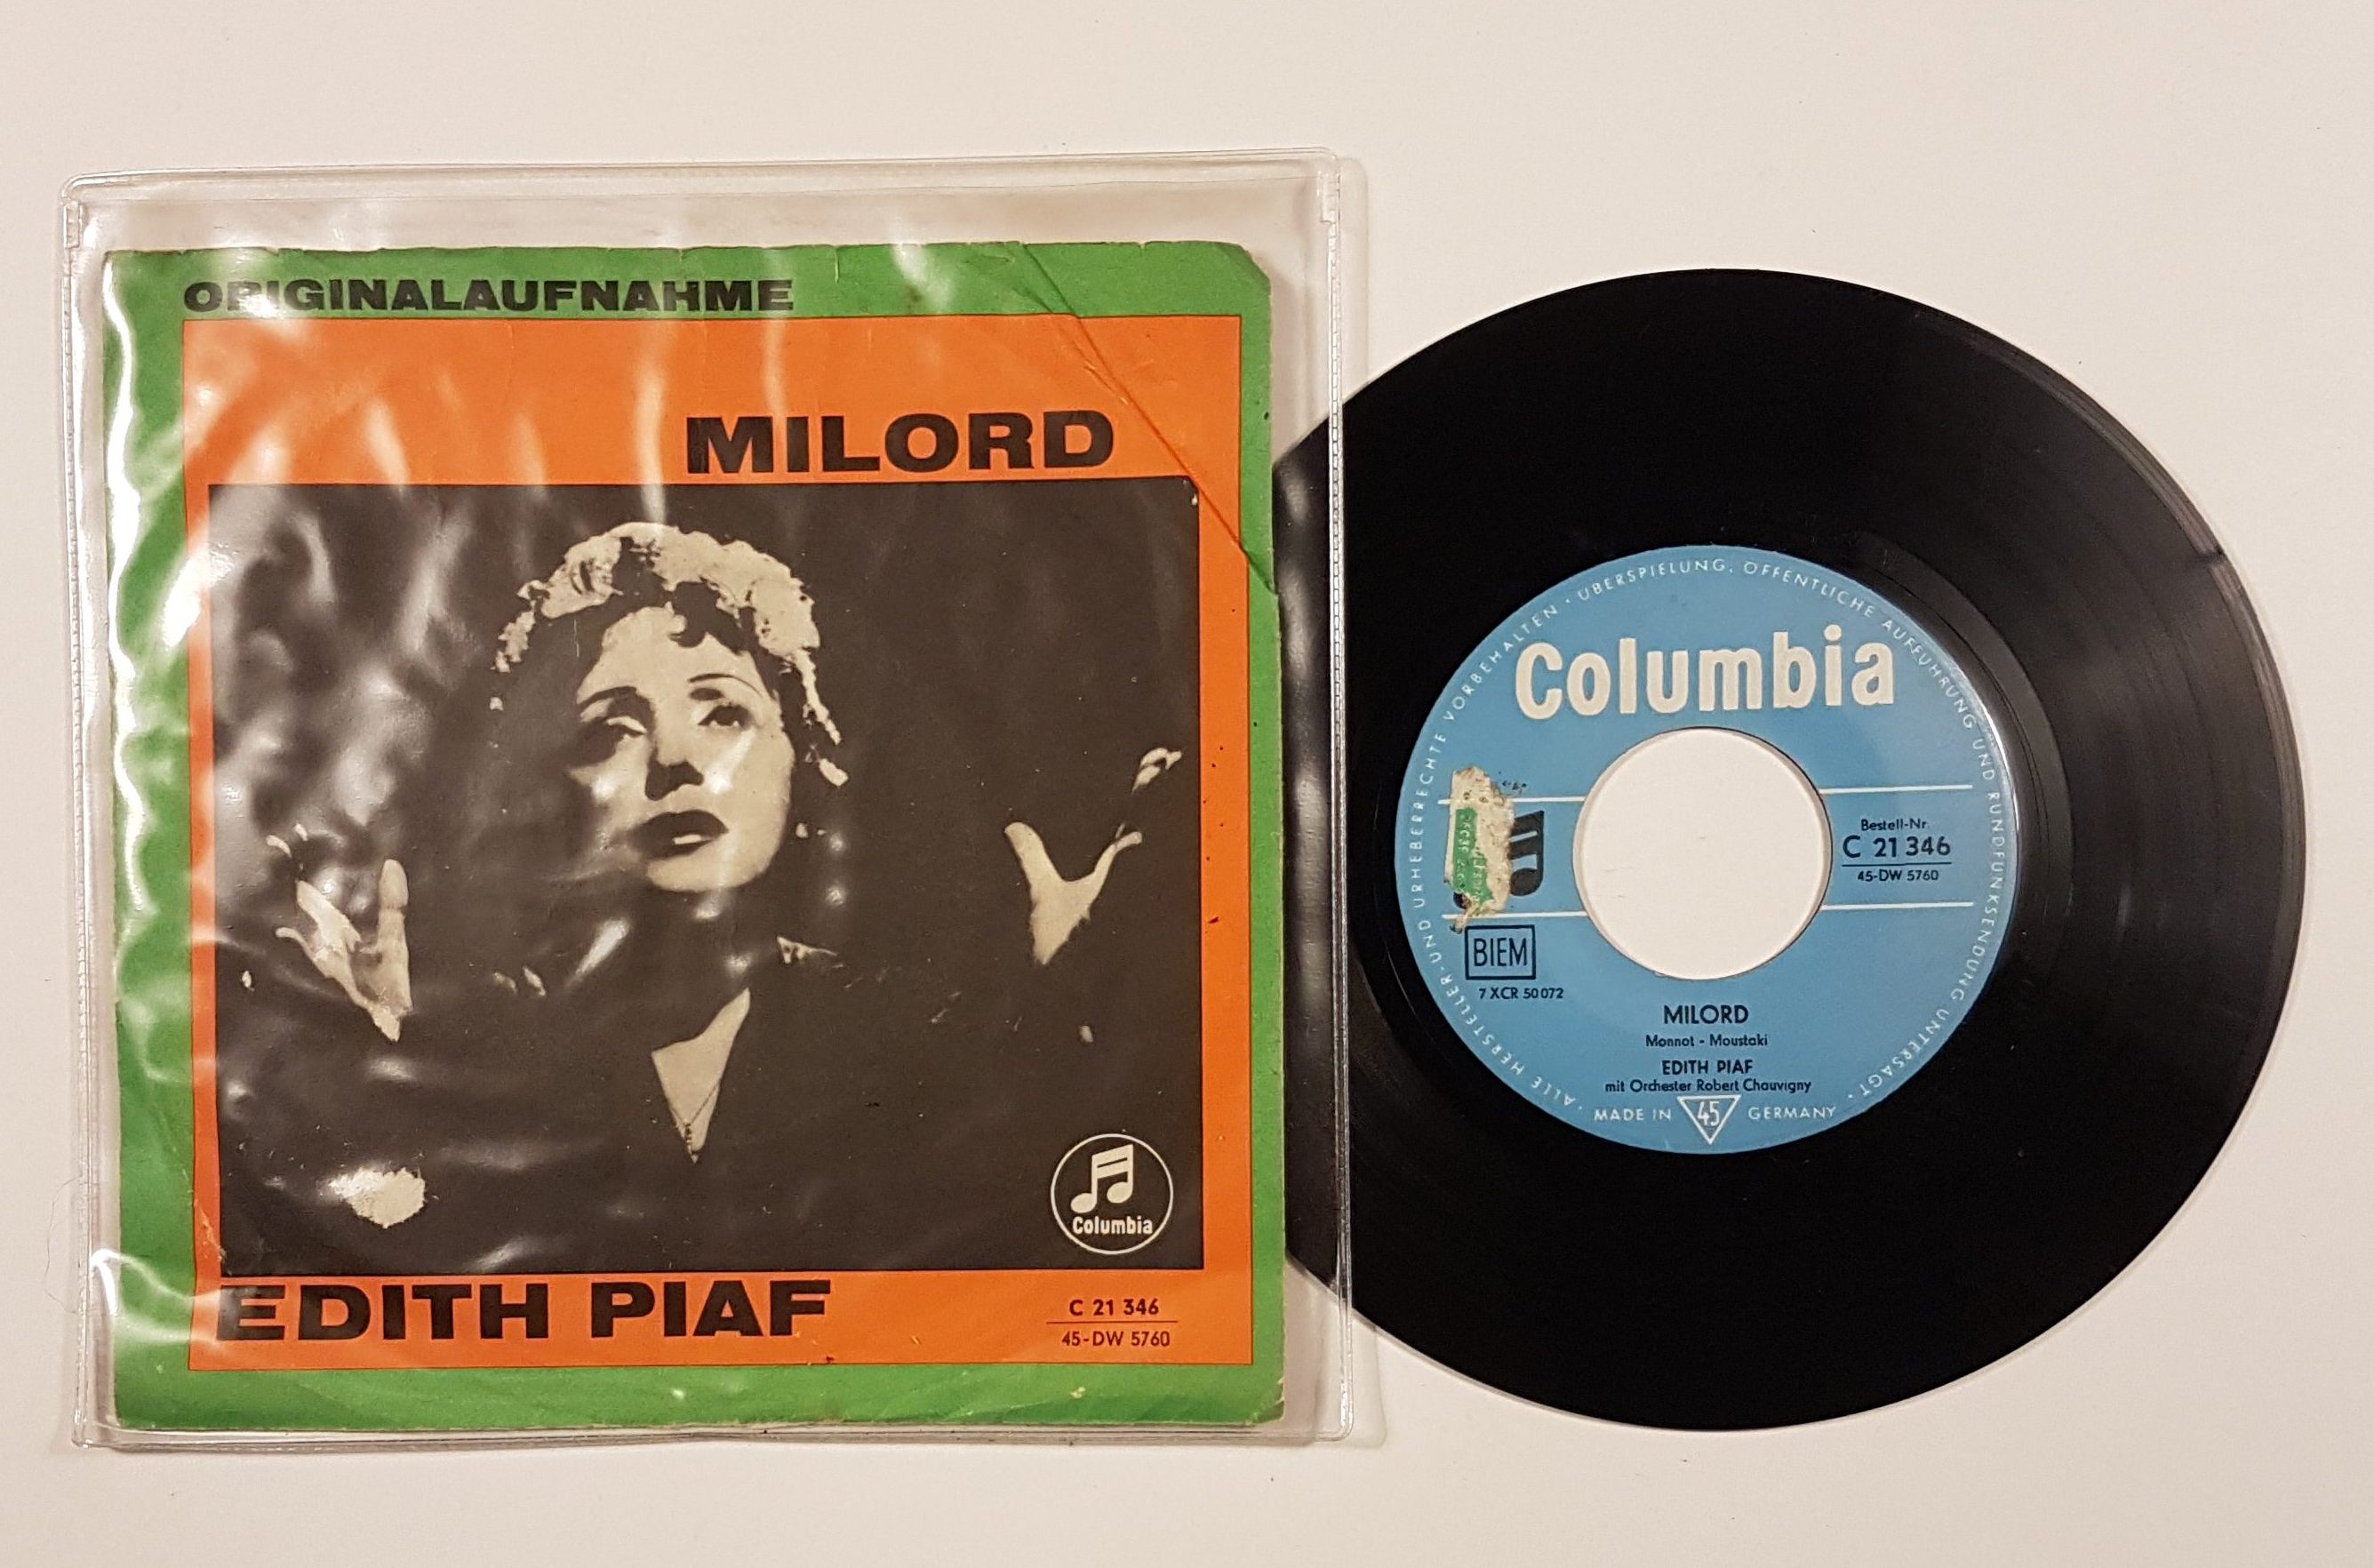 ORIGINALAUFNAHME
MILORD
Columbia
EDITH PIAF
C 21 346
45-DW 5760
ALLE HERSTELLER- UND URHEBERRECHTE VORBEHALTEN · ÜBERSPIELUNG, ÖFFENTLICHE AUFFÜHRUNG UND RUNDFUNKSENDUNG UNTERSAGT ·
Columbia
Bestell-Nr.
C 21 346
45-DW 5760
BIEM
7 XCR 50 072
MILORD
Monnot - Moustaki
EDITH PIAF
mit Orchester Robert Chauvigny
MADE IN 45 GERMANY